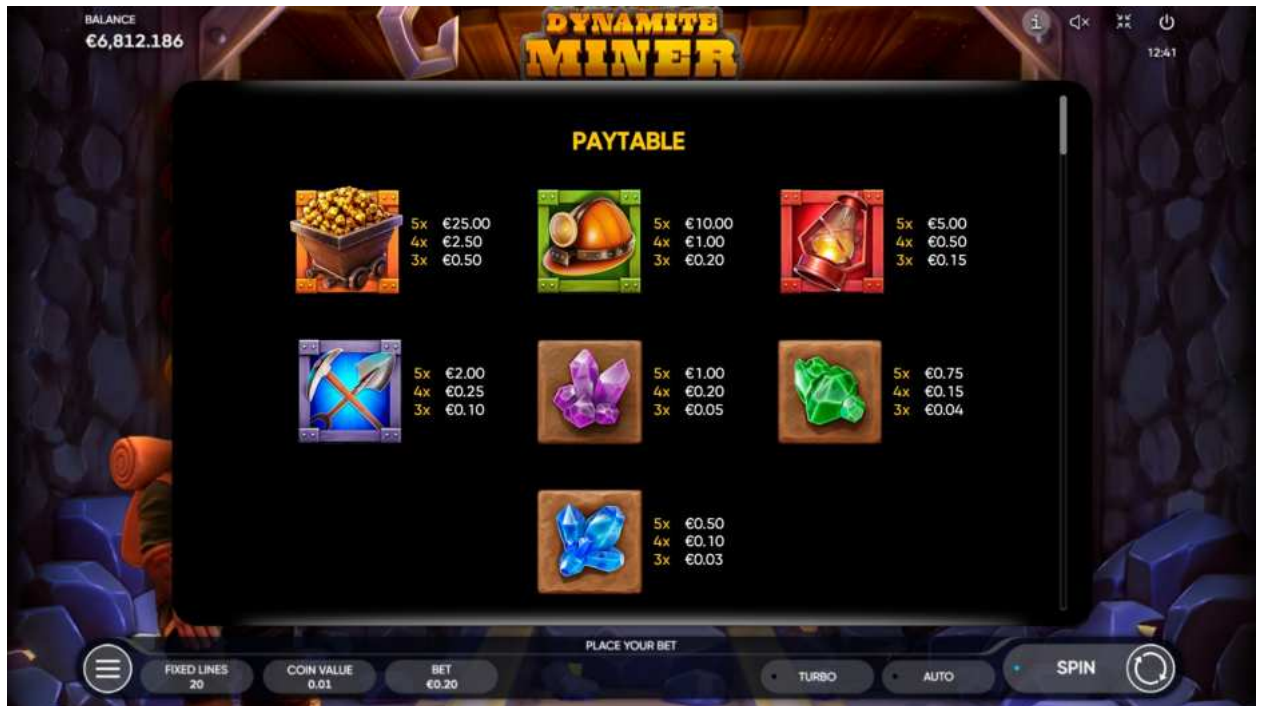 BALANCE
€6,812.186
DYNAMITE
MINER
i
12:41
PAYTABLE
5x €25.00
4x €2.50
3x €0.50
5x €10.00
4x €1.00
3x €0.20
5x €5.00
4x €0.50
3x €0.15
5x €2.00
4x €0.25
3x €0.10
5x €1.00
4x €0.20
3x €0.05
5x €0.75
4x €0.15
3x €0.04
5x €0.50
4x €0.10
3x €0.03
PLACE YOUR BET
FIXED LINES
20
COIN VALUE
0.01
BET
€0.20
TURBO
AUTO
SPIN